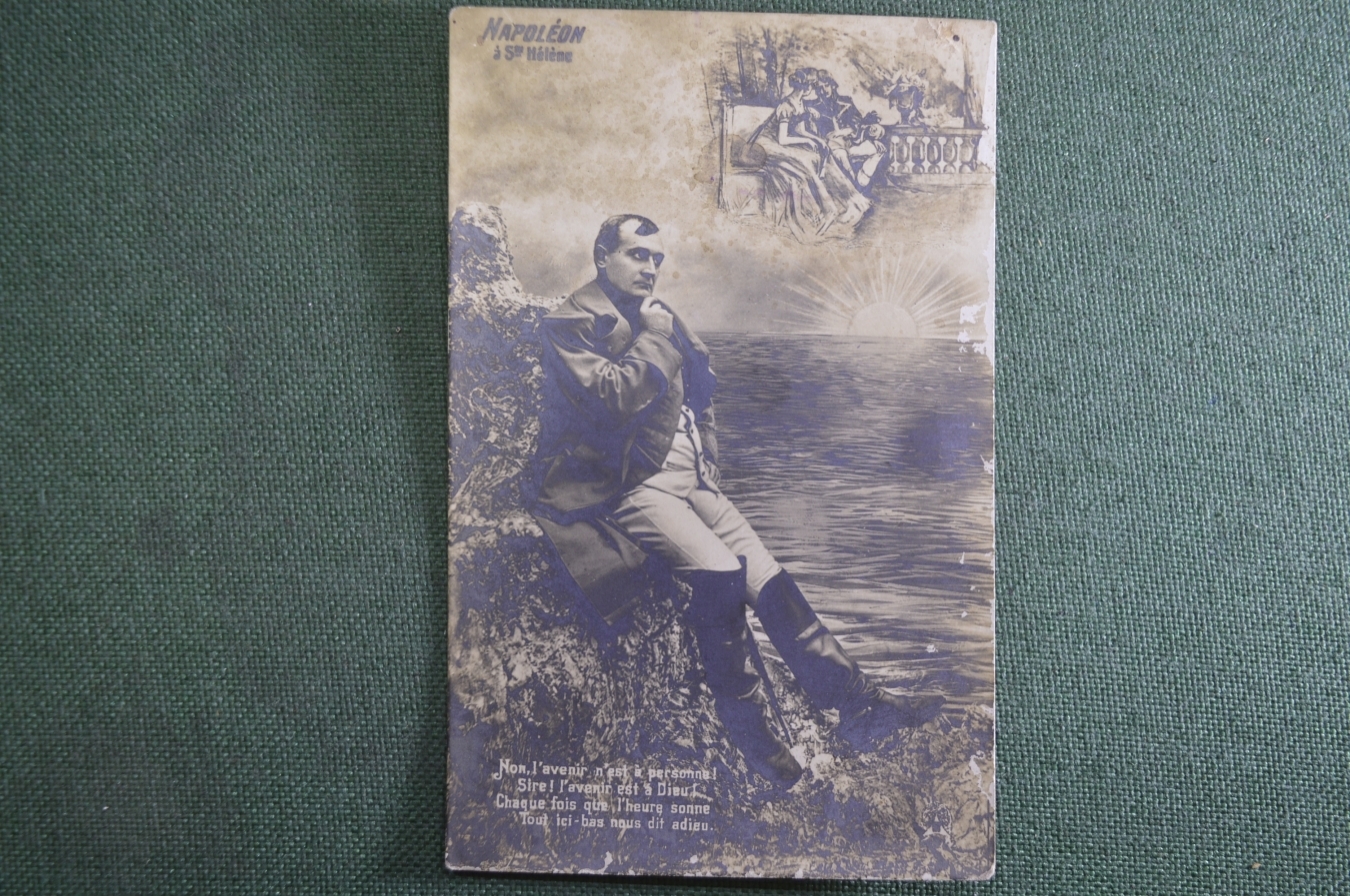 NAPOLÉON
à Ste Hélène
Non, l'avenir n'est à personne!
Sire! l'avenir est à Dieu!
Chaque fois que l'heure sonne
Tout ici-bas nous dit adieu.